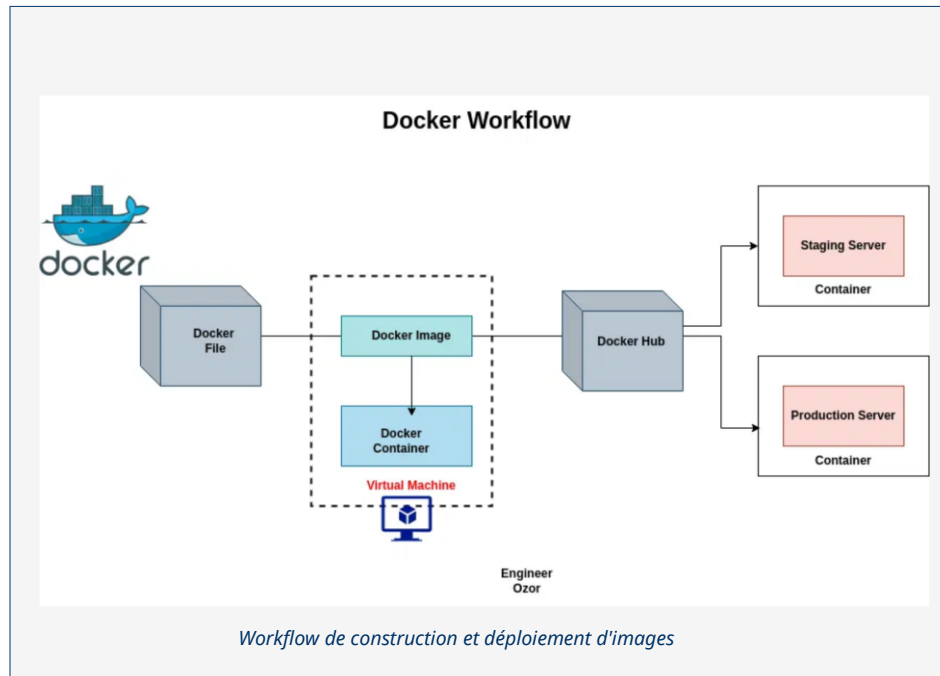 Docker Workflow
docker
Docker
File
Docker Image
Docker
Container
Virtual Machine
Docker Hub
Staging Server
Container
Production Server
Container
Engineer
Ozor
Workflow de construction et déploiement d'images